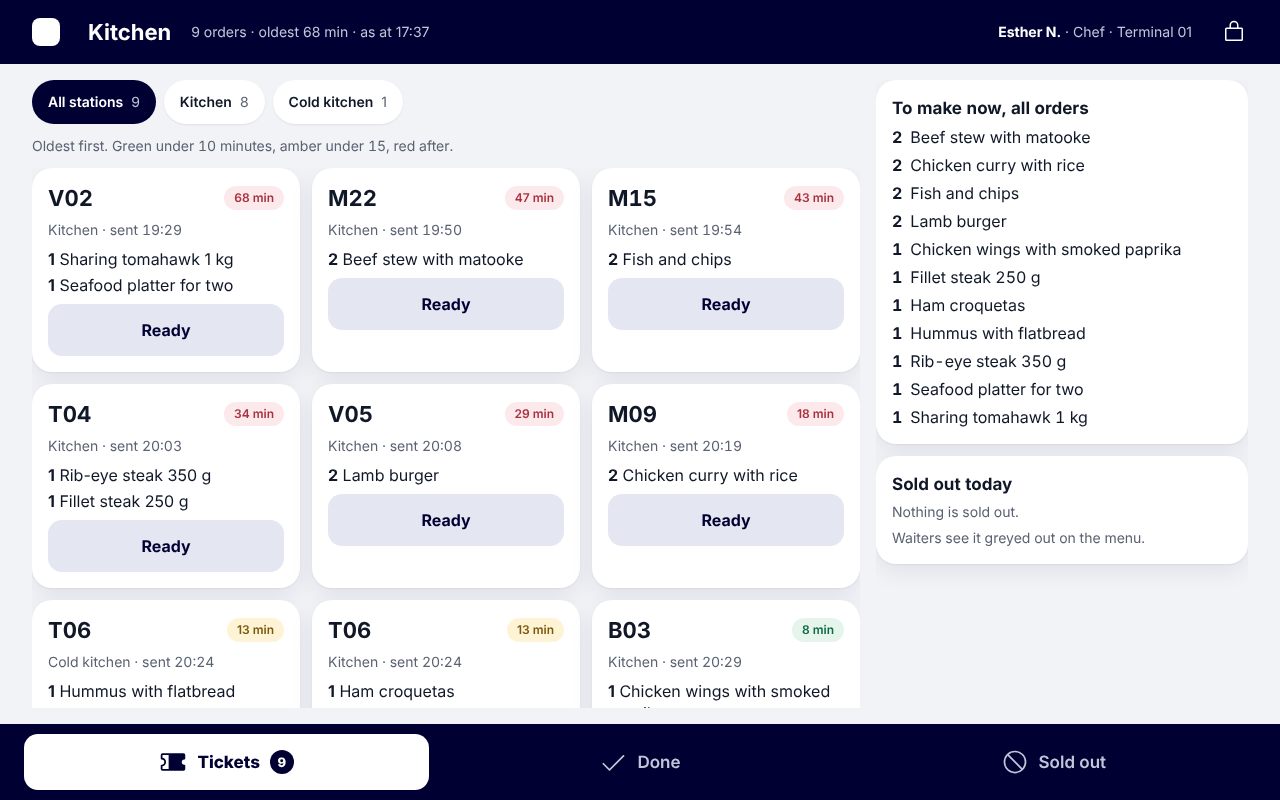 Kitchen
9 orders · oldest 68 min · as at 17:37
Esther N. · Chef · Terminal 01
All stations 9
Kitchen 8
Cold kitchen 1
Oldest first. Green under 10 minutes, amber under 15, red after.
V02
68 min
Kitchen · sent 19:29
1 Sharing tomahawk 1 kg
1 Seafood platter for two
Ready
M22
47 min
Kitchen · sent 19:50
2 Beef stew with matooke
Ready
M15
43 min
Kitchen · sent 19:54
2 Fish and chips
Ready
T04
34 min
Kitchen · sent 20:03
1 Rib-eye steak 350 g
1 Fillet steak 250 g
Ready
V05
29 min
Kitchen · sent 20:08
2 Lamb burger
Ready
M09
18 min
Kitchen · sent 20:19
2 Chicken curry with rice
Ready
T06
13 min
Cold kitchen · sent 20:24
1 Hummus with flatbread
T06
13 min
Kitchen · sent 20:24
1 Ham croquetas
B03
8 min
Kitchen · sent 20:29
1 Chicken wings with smoked
To make now, all orders
2 Beef stew with matooke
2 Chicken curry with rice
2 Fish and chips
2 Lamb burger
1 Chicken wings with smoked paprika
1 Fillet steak 250 g
1 Ham croquetas
1 Hummus with flatbread
1 Rib-eye steak 350 g
1 Seafood platter for two
1 Sharing tomahawk 1 kg
Sold out today
Nothing is sold out.
Waiters see it greyed out on the menu.
Tickets 9
Done
Sold out